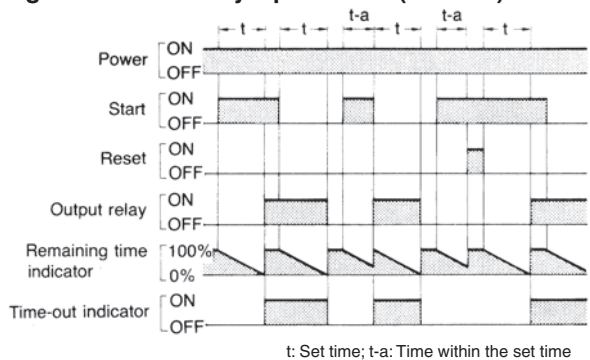 t-a t-a
t t t t
Power ON
OFF
Start ON
OFF
Reset ON
OFF
Output relay ON
OFF
Remaining time 100%
indicator 0%
Time-out indicator ON
OFF
t: Set time; t-a: Time within the set time